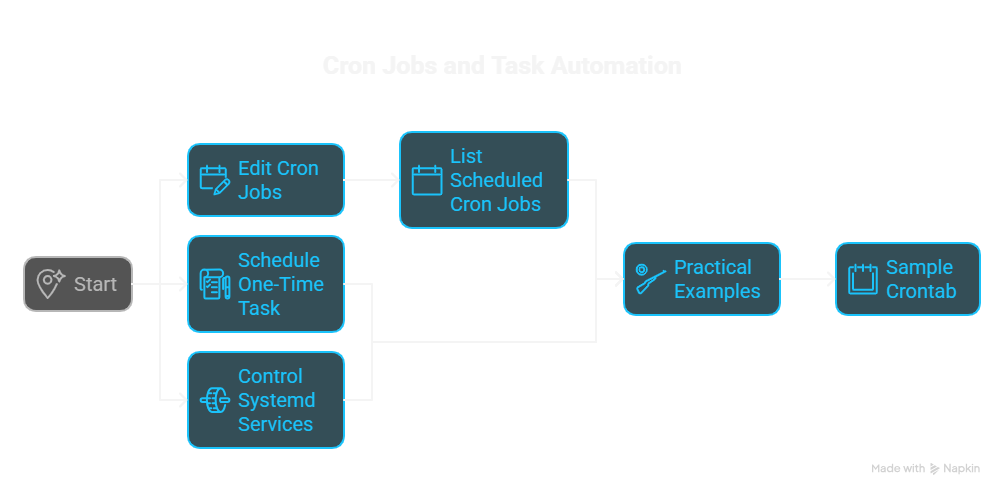 Cron Jobs and Task Automation
Start
Edit Cron
Jobs
Schedule
One-Time
Task
Control
Systemd
Services
List
Scheduled
Cron Jobs
Practical
Examples
Sample
Crontab
Made with Napkin